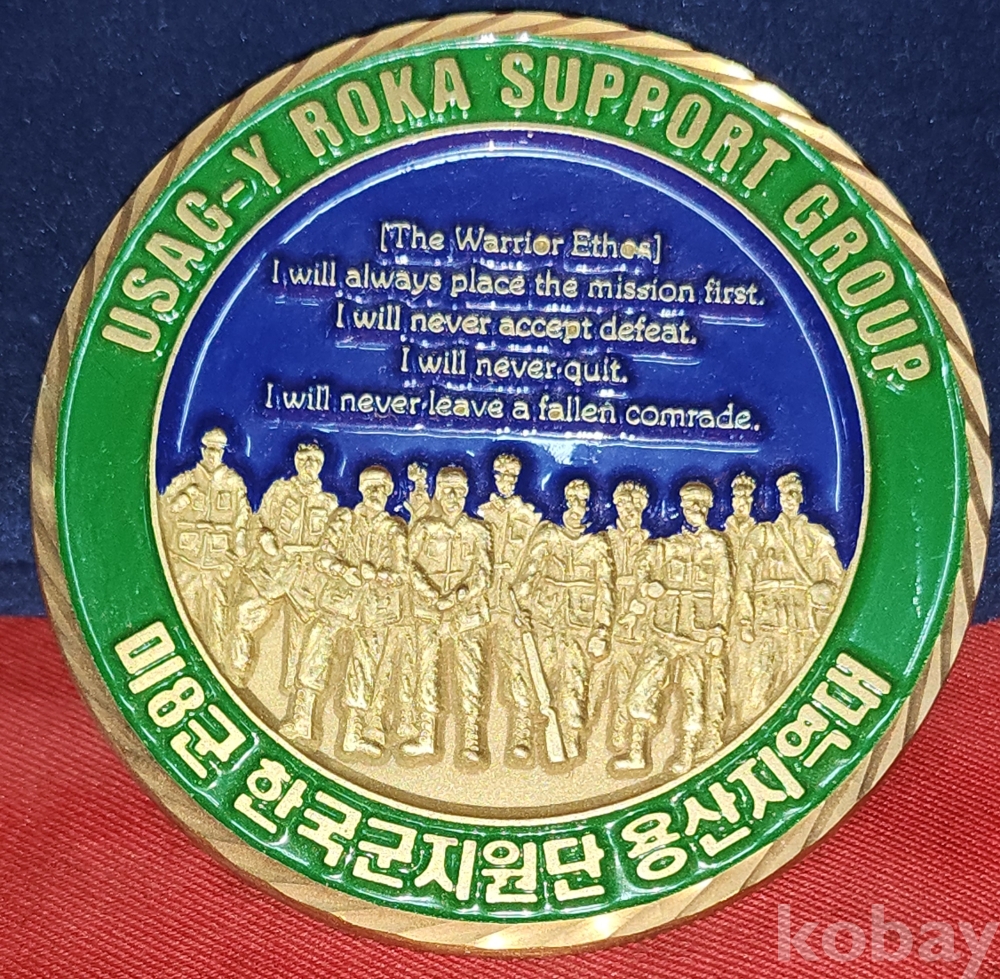 USAG-Y ROKA SUPPORT GROUP
[The Warrior Ethos]
I will always place the mission first.
I will never accept defeat.
I will never quit.
I will never leave a fallen comrade.
미8군 한국군지원단 용산지역대
kobay